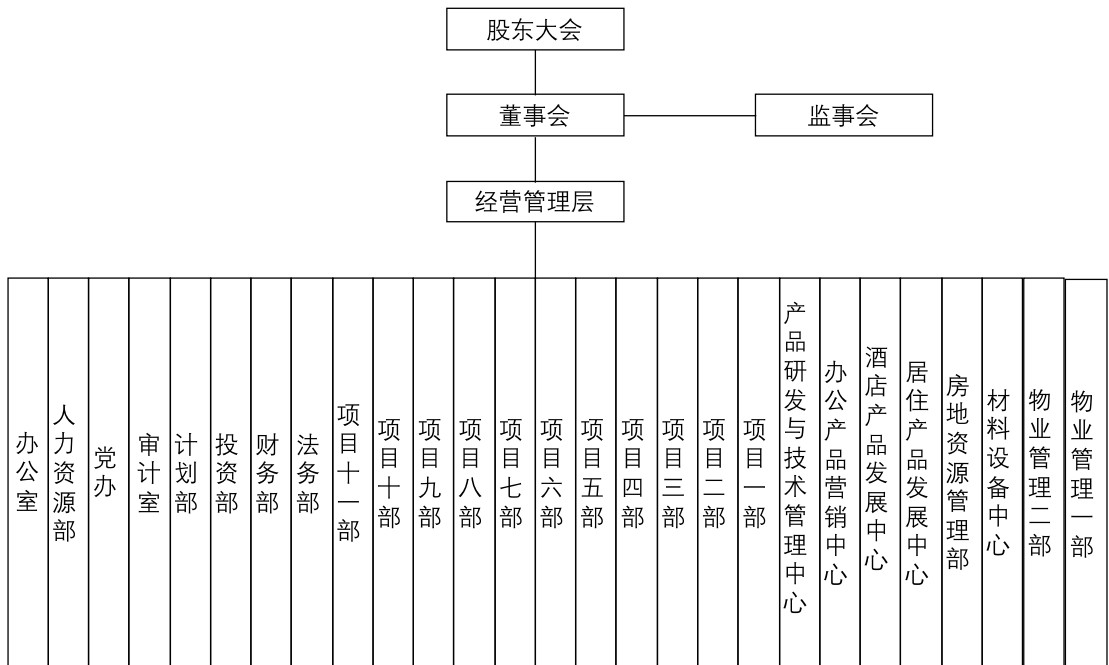 股东大会
董事会
监事会
经营管理层
办公室
人力资源部
党办
审计室
计划部
投资部
财务部
法务部
项目十一部
项目十部
项目九部
项目八部
项目七部
项目六部
项目五部
项目四部
项目三部
项目二部
项目一部
产品研发与技术管理中心
办公产品营销中心
酒店产品发展中心
居住产品发展中心
房地资源管理部
材料设备中心
物业管理二部
物业管理一部